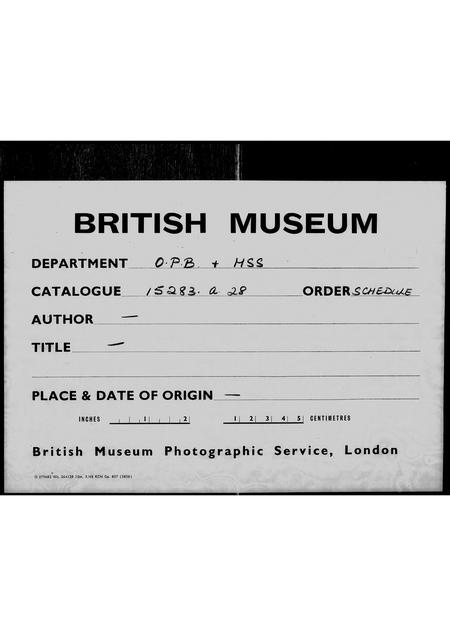 BRITISH MUSEUM
DEPARTMENT O.P.B. + MSS
CATALOGUE 15283. a 28 ORDER SCHEDULE
AUTHOR —
TITLE —
PLACE & DATE OF ORIGIN —
INCHES 1 2 1 2 3 4 5 CENTIMETRES
British Museum Photographic Service, London